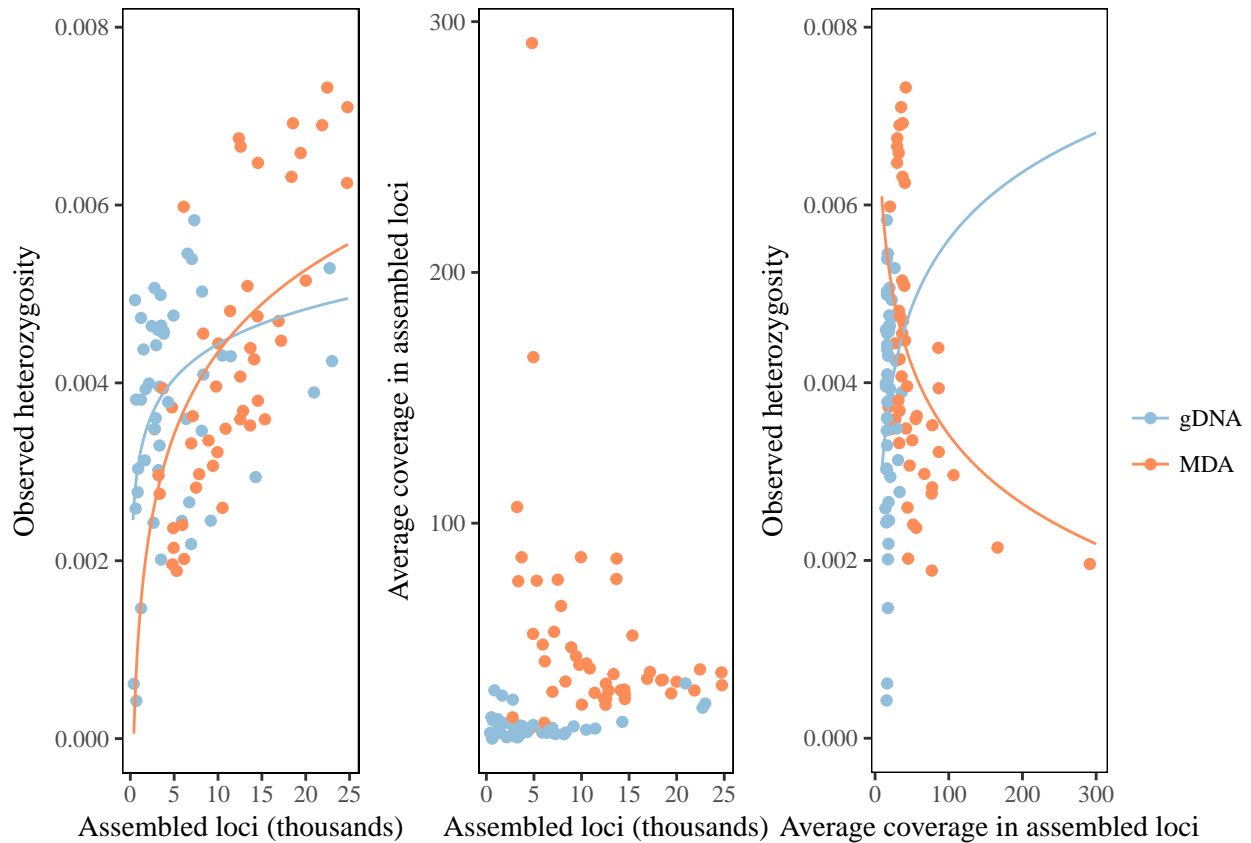 Observed heterozygosity
0.008
0.006
0.004
0.002
0.000
0 5 10 15 20 25
Assembled loci (thousands)
Average coverage in assembled loci
300
200
100
0 5 10 15 20 25
Assembled loci (thousands)
Observed heterozygosity
0.008
0.006
0.004
0.002
0.000
0 100 200 300
Average coverage in assembled loci
gDNA
MDA